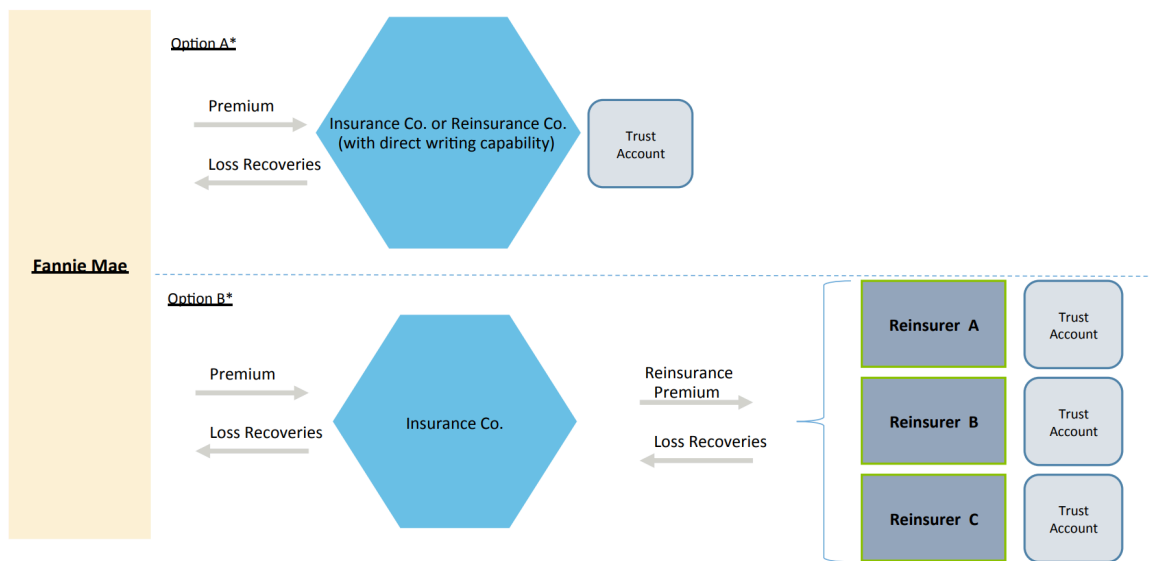 Fannie Mae
Option A*
Premium
Loss Recoveries
Insurance Co. or Reinsurance Co.
(with direct writing capability)
Trust
Account
Option B*
Premium
Loss Recoveries
Insurance Co.
Reinsurance
Premium
Loss Recoveries
Reinsurer A
Trust
Account
Reinsurer B
Trust
Account
Reinsurer C
Trust
Account